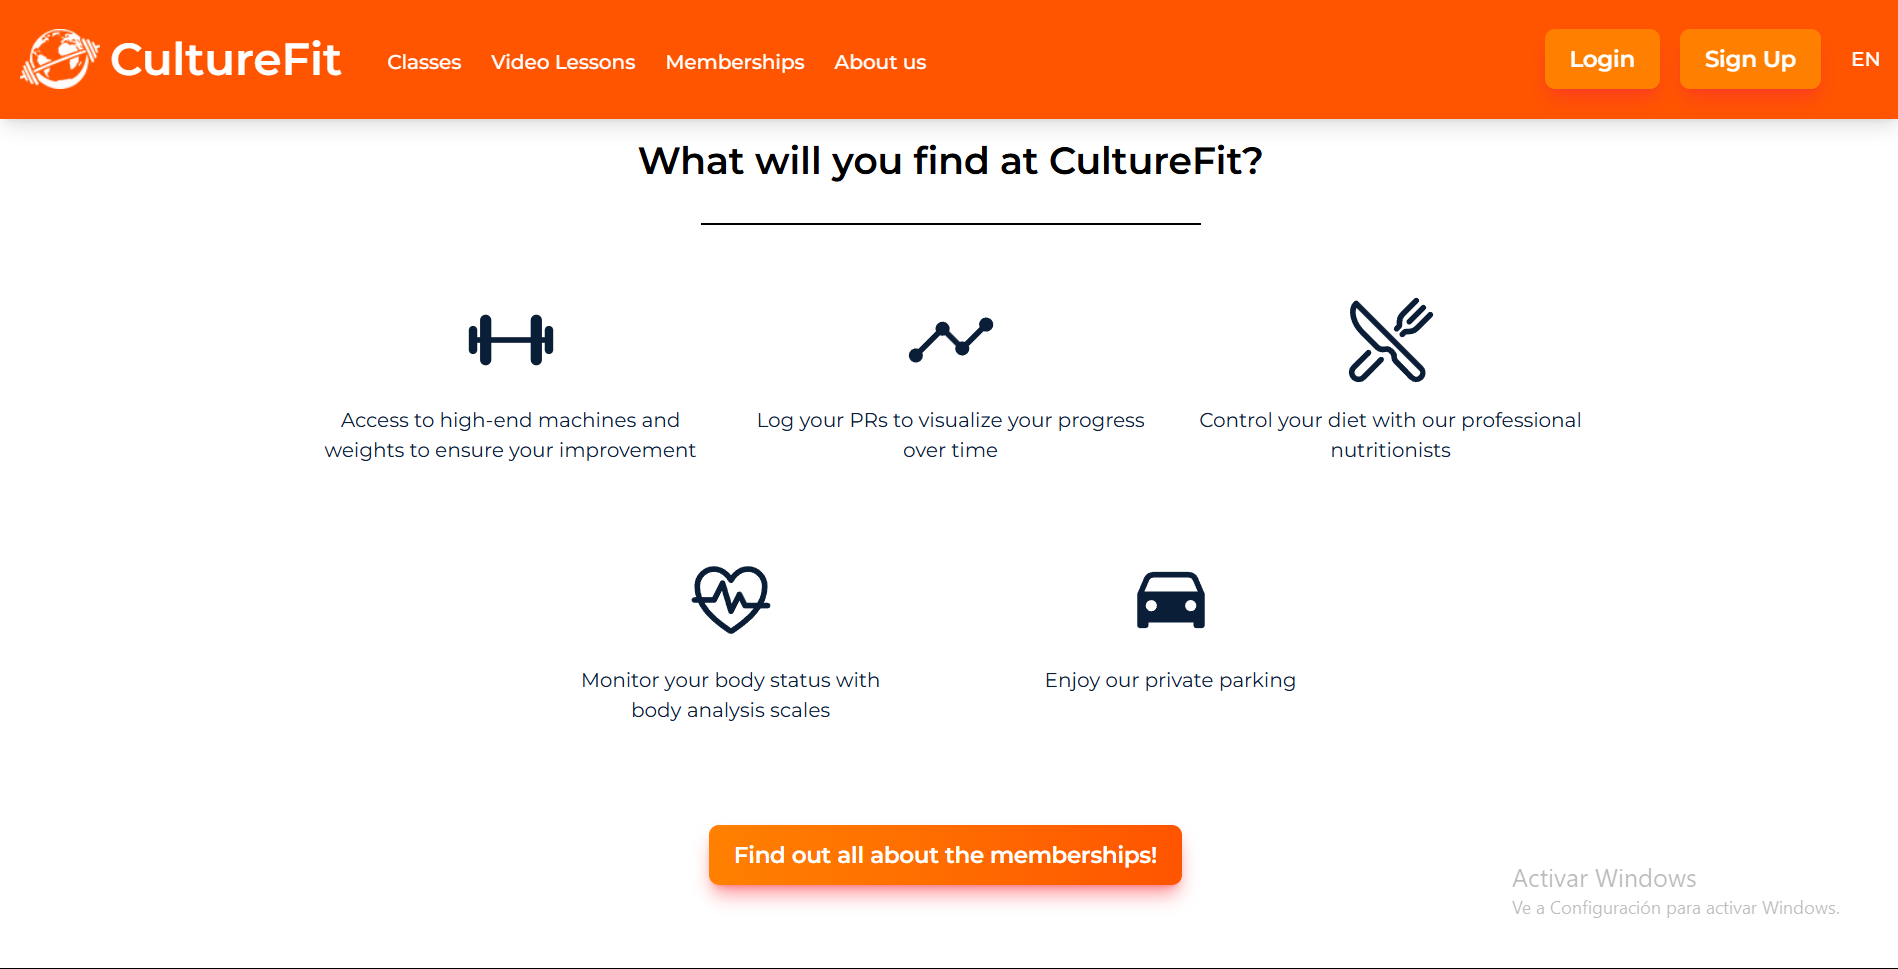 CultureFit
Classes Video Lessons Memberships About us
Login Sign Up EN
What will you find at CultureFit?
Access to high-end machines and
weights to ensure your improvement
Log your PRs to visualize your progress
over time
Control your diet with our professional
nutritionists
Monitor your body status with
body analysis scales
Enjoy our private parking
Find out all about the memberships!
Activar Windows
Ve a Configuración para activar Windows.